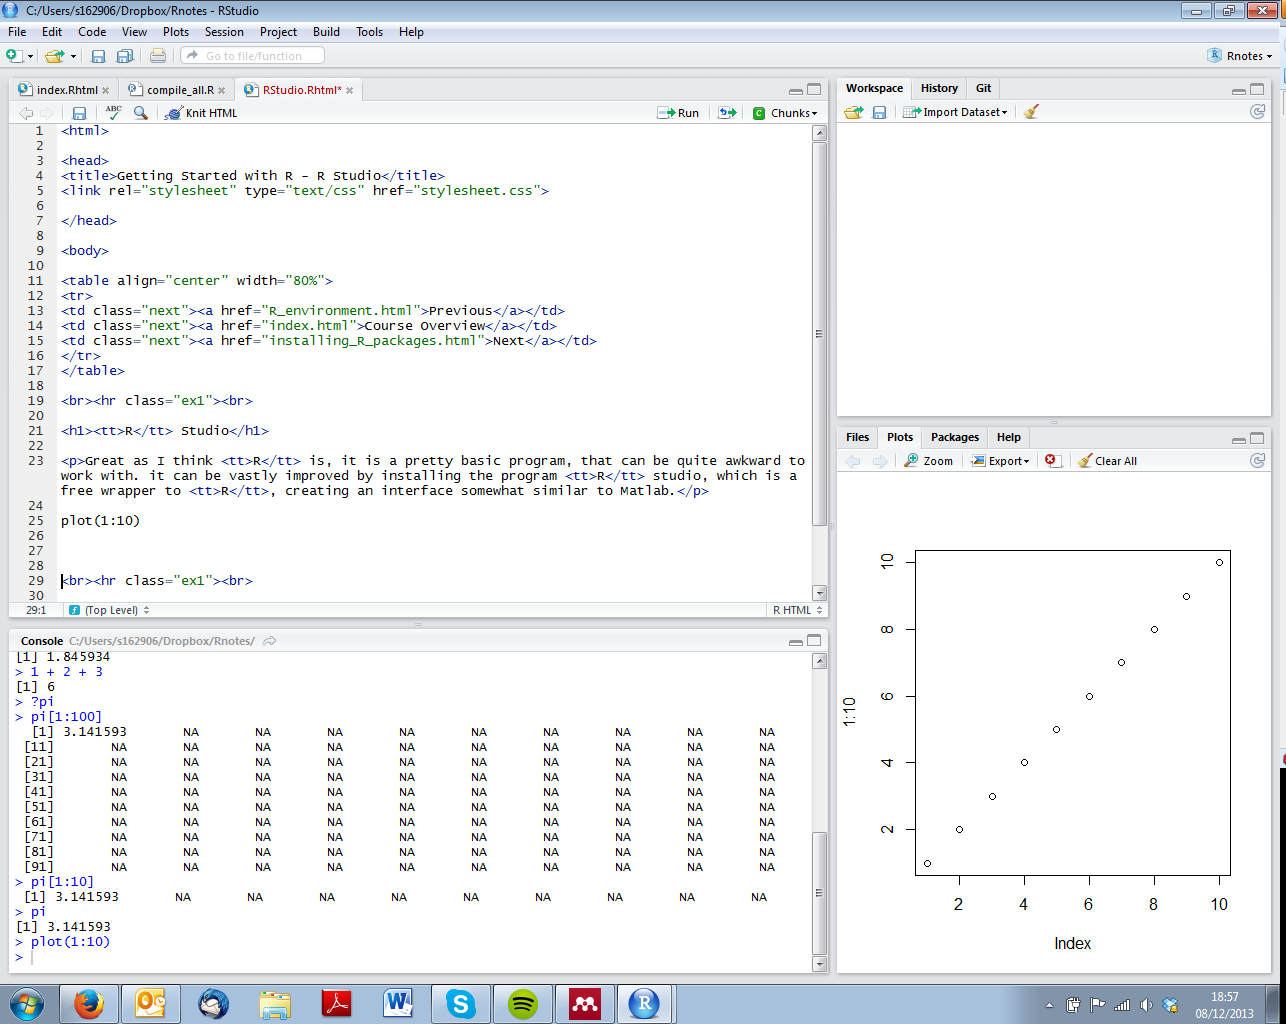 C:/Users/s162906/Dropbox/Rnotes - RStudio
File Edit Code View Plots Session Project Build Tools Help
Go to file/function
Rnotes
index.Rhtml compile_all.R RStudio.Rhtml*
ABC Knit HTML Run Chunks
1 <html>
2
3 <head>
4 <title>Getting Started with R - R Studio</title>
5 <link rel="stylesheet" type="text/css" href="stylesheet.css">
6
7 </head>
8
9 <body>
10
11 <table align="center" width="80%">
12 <tr>
13 <td class="next"><a href="R_environment.html">Previous</a></td>
14 <td class="next"><a href="index.html">Course Overview</a></td>
15 <td class="next"><a href="installing_R_packages.html">Next</a></td>
16 </tr>
17 </table>
18
19 <br><hr class="ex1"><br>
20
21 <h1><tt>R</tt> Studio</h1>
22
23 <p>Great as I think <tt>R</tt> is, it is a pretty basic program, that can be quite awkward to
work with. it can be vastly improved by installing the program <tt>R</tt> studio, which is a
free wrapper to <tt>R</tt>, creating an interface somewhat similar to Matlab.</p>
24
25 plot(1:10)
26
27
28
29 <br><hr class="ex1"><br>
30
29:1 (Top Level) R HTML
Console C:/Users/s162906/Dropbox/Rnotes/
[1] 1.845934
> 1 + 2 + 3
[1] 6
> ?pi
> pi[1:100]
[1] 3.141593 NA NA NA NA NA NA NA NA NA
[11] NA NA NA NA NA NA NA NA NA NA
[21] NA NA NA NA NA NA NA NA NA NA
[31] NA NA NA NA NA NA NA NA NA NA
[41] NA NA NA NA NA NA NA NA NA NA
[51] NA NA NA NA NA NA NA NA NA NA
[61] NA NA NA NA NA NA NA NA NA NA
[71] NA NA NA NA NA NA NA NA NA NA
[81] NA NA NA NA NA NA NA NA NA NA
[91] NA NA NA NA NA NA NA NA NA NA
> pi[1:10]
[1] 3.141593 NA NA NA NA NA NA NA NA NA
> pi
[1] 3.141593
> plot(1:10)
>
Workspace History Git
Import Dataset
Files Plots Packages Help
Zoom Export Clear All
10
8
6
4
2
1:10
2 4 6 8 10
Index
18:57
08/12/2013